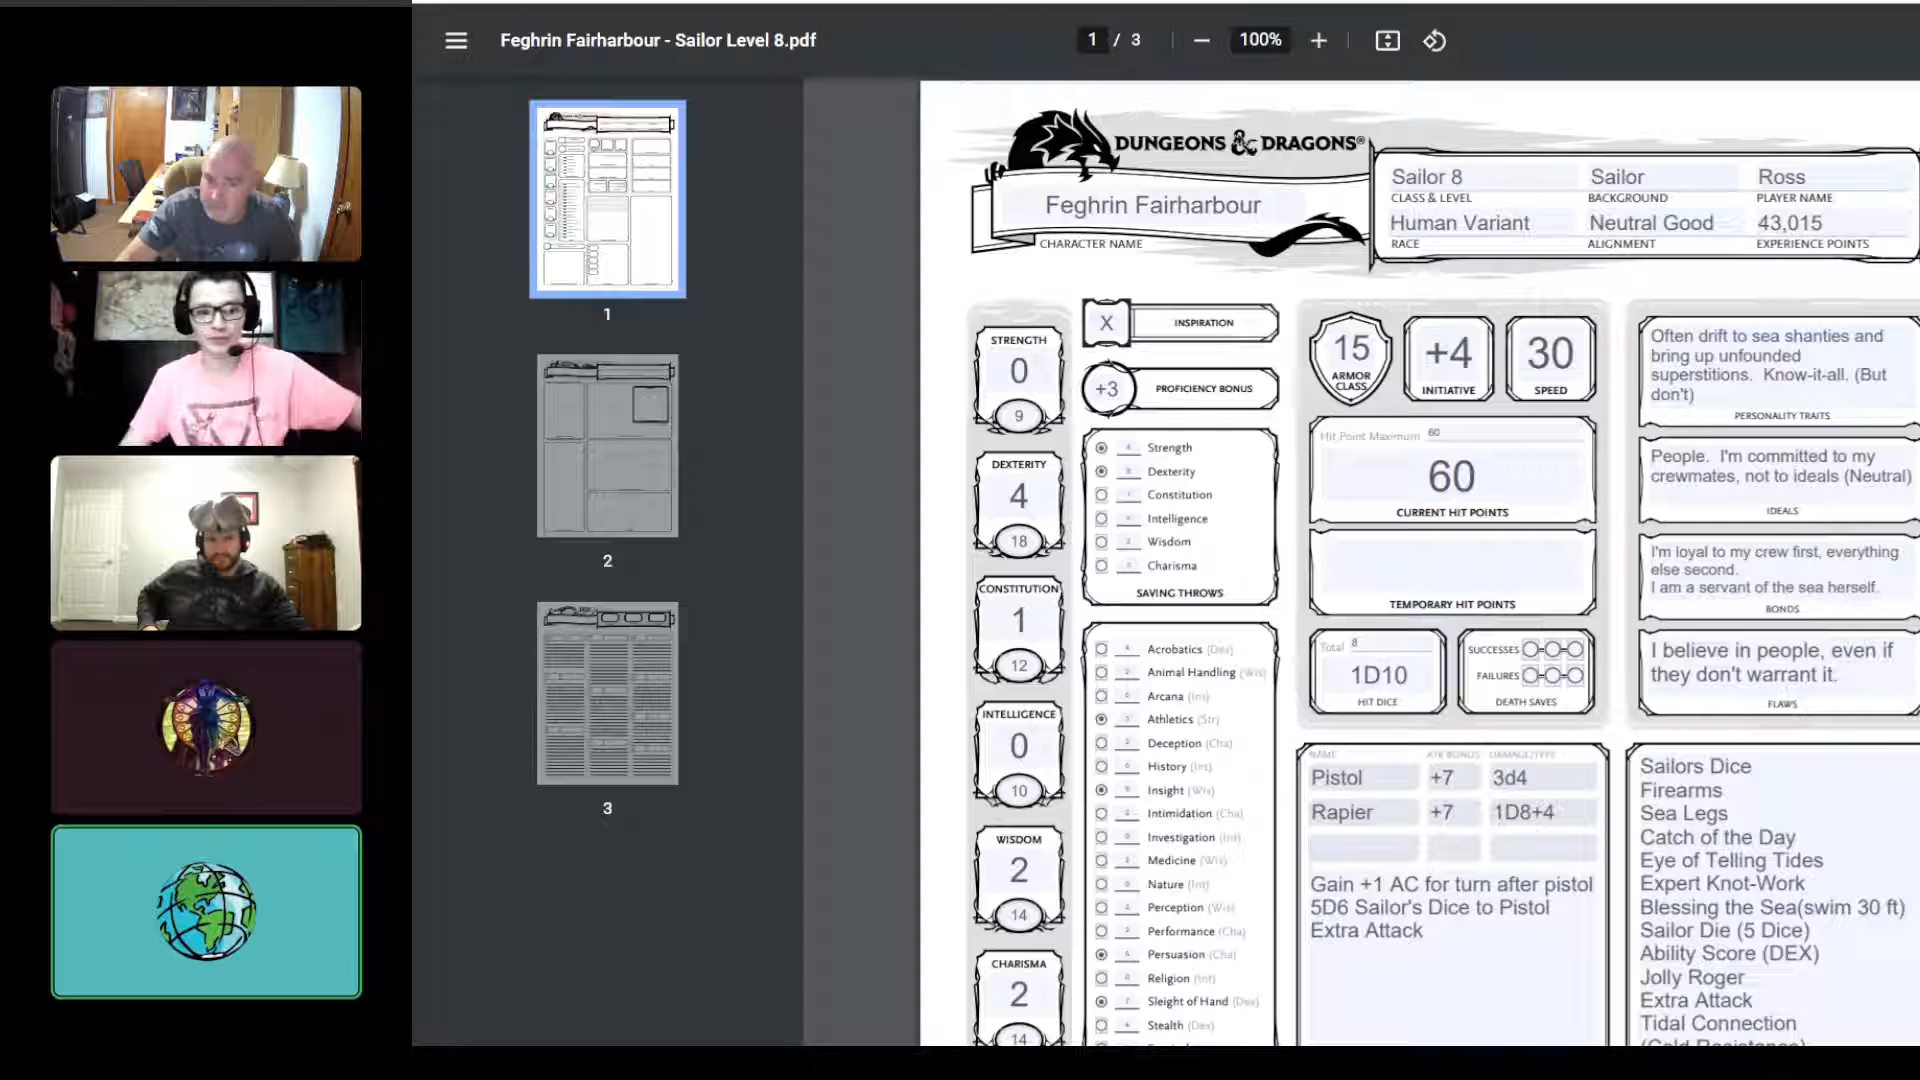 Feghrin Fairharbour - Sailor Level 8.pdf
1 / 3
100%
1
2
3
DUNGEONS & DRAGONS®
Feghrin Fairharbour
CHARACTER NAME
Sailor 8
Sailor
Ross
CLASS & LEVEL
BACKGROUND
PLAYER NAME
Human Variant
Neutral Good
43,015
RACE
ALIGNMENT
EXPERIENCE POINTS
STRENGTH
0
9
DEXTERITY
4
18
CONSTITUTION
1
12
INTELLIGENCE
0
10
WISDOM
2
14
CHARISMA
2
14
X
INSPIRATION
+3
PROFICIENCY BONUS
Strength
Dexterity
Constitution
Intelligence
Wisdom
Charisma
SAVING THROWS
Acrobatics (Dex)
Animal Handling (Wis)
Arcana (Int)
Athletics (Str)
Deception (Cha)
History (Int)
Insight (Wis)
Intimidation (Cha)
Investigation (Int)
Medicine (Wis)
Nature (Int)
Perception (Wis)
Performance (Cha)
Persuasion (Cha)
Religion (Int)
Sleight of Hand (Dex)
Stealth (Dex)
15
ARMOR
CLASS
+4
INITIATIVE
30
SPEED
Hit Point Maximum 60
60
CURRENT HIT POINTS
TEMPORARY HIT POINTS
Total 8
1D10
HIT DICE
SUCCESSES
FAILURES
DEATH SAVES
NAME
ATK BONUS
DAMAGE/TYPE
Pistol
+7
3d4
Rapier
+7
1D8+4
Gain +1 AC for turn after pistol
5D6 Sailor's Dice to Pistol
Extra Attack
Often drift to sea shanties and
bring up unfounded
superstitions. Know-it-all. (But
don't)
PERSONALITY TRAITS
People. I'm committed to my
crewmates, not to ideals (Neutral)
IDEALS
I'm loyal to my crew first, everything
else second.
I am a servant of the sea herself.
BONDS
I believe in people, even if
they don't warrant it.
FLAWS
Sailors Dice
Firearms
Sea Legs
Catch of the Day
Eye of Telling Tides
Expert Knot-Work
Blessing the Sea(swim 30 ft)
Sailor Die (5 Dice)
Ability Score (DEX)
Jolly Roger
Extra Attack
Tidal Connection
(Cold Resistance)